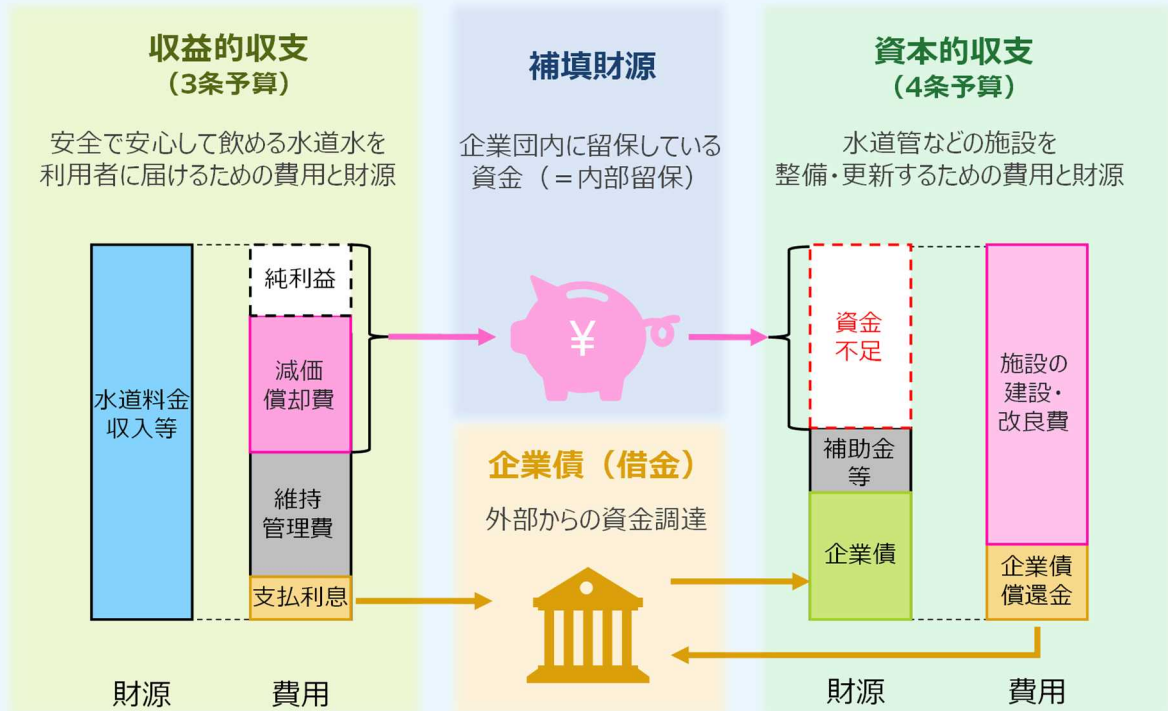 収益的収支
（3条予算）
安全で安心して飲める水道水を
利用者に届けるための費用と財源
水道料金
収入等
純利益
減価
償却費
維持
管理費
支払利息
財源
費用
補填財源
企業団内に留保している
資金（＝内部留保）
¥
企業債（借金）
外部からの資金調達
資本的収支
（4条予算）
水道管などの施設を
整備・更新するための費用と財源
資金
不足
補助金
等
企業債
施設の
建設・
改良費
企業債
償還金
財源
費用